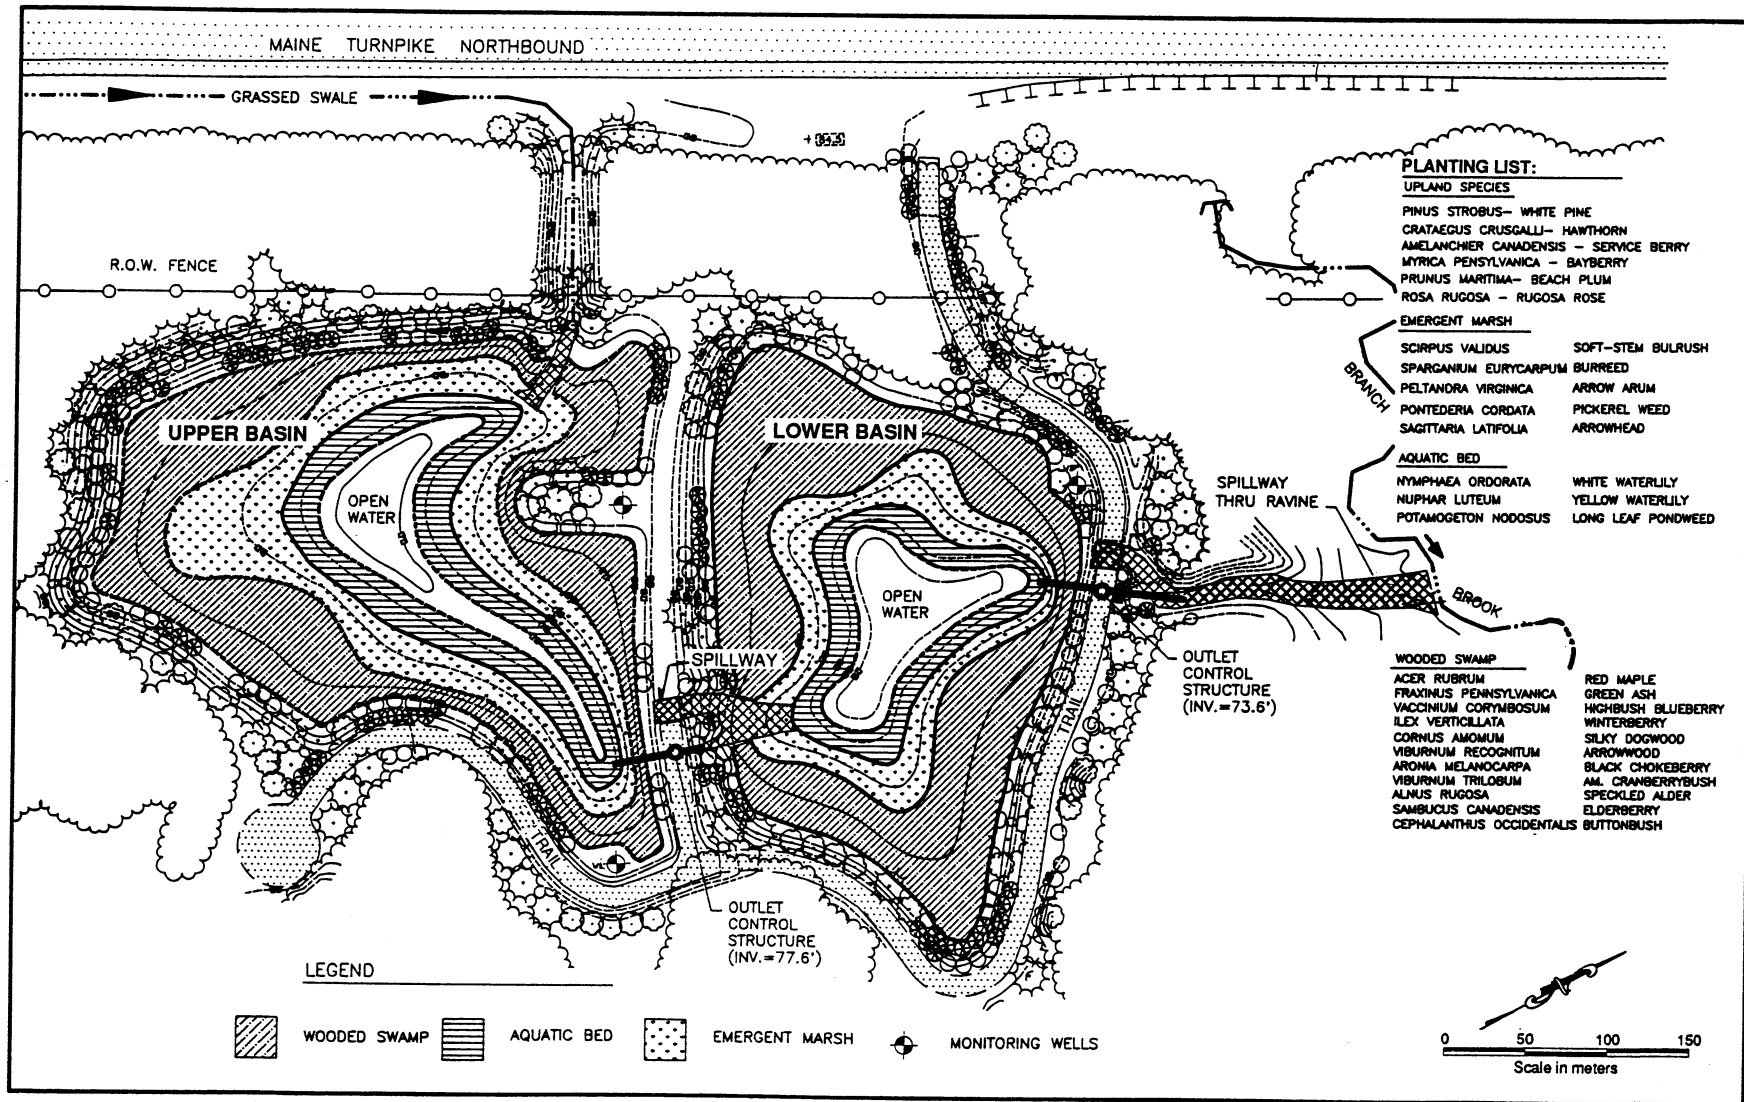 MAINE TURNPIKE NORTHBOUND
GRASSED SWALE
R.O.W. FENCE
UPPER BASIN
LOWER BASIN
OPEN
WATER
OPEN
WATER
SPILLWAY
SPILLWAY
THRU RAVINE
BRANCH
BROOK
TRAIL
TRAIL
OUTLET
CONTROL
STRUCTURE
(INV.=73.6')
OUTLET
CONTROL
STRUCTURE
(INV.=77.6')
PLANTING LIST:
UPLAND SPECIES
PINUS STROBUS- WHITE PINE
CRATAEGUS CRUSGALLI- HAWTHORN
AMELANCHIER CANADENSIS - SERVICE BERRY
MYRICA PENSYLVANICA - BAYBERRY
PRUNUS MARITIMA- BEACH PLUM
ROSA RUGOSA - RUGOSA ROSE
EMERGENT MARSH
SCIRPUS VALIDUS SOFT-STEM BULRUSH
SPARGANIUM EURYCARPUM BURREED
PELTANDRA VIRGINICA ARROW ARUM
PONTEDERIA CORDATA PICKEREL WEED
SAGITTARIA LATIFOLIA ARROWHEAD
AQUATIC BED
NYMPHAEA ORDORATA WHITE WATERLILY
NUPHAR LUTEUM YELLOW WATERLILY
POTAMOGETON NODOSUS LONG LEAF PONDWEED
WOODED SWAMP
ACER RUBRUM RED MAPLE
FRAXINUS PENNSYLVANICA GREEN ASH
VACCINIUM CORYMBOSUM HIGHBUSH BLUEBERRY
ILEX VERTICILLATA WINTERBERRY
CORNUS AMOMUM SILKY DOGWOOD
VIBURNUM RECOGNITUM ARROWWOOD
ARONIA MELANOCARPA BLACK CHOKEBERRY
VIBURNUM TRILOBUM AM. CRANBERRYBUSH
ALNUS RUGOSA SPECKLED ALDER
SAMBUCUS CANADENSIS ELDERBERRY
CEPHALANTHUS OCCIDENTALIS BUTTONBUSH
LEGEND
WOODED SWAMP
AQUATIC BED
EMERGENT MARSH
MONITORING WELLS
0 50 100 150
Scale in meters